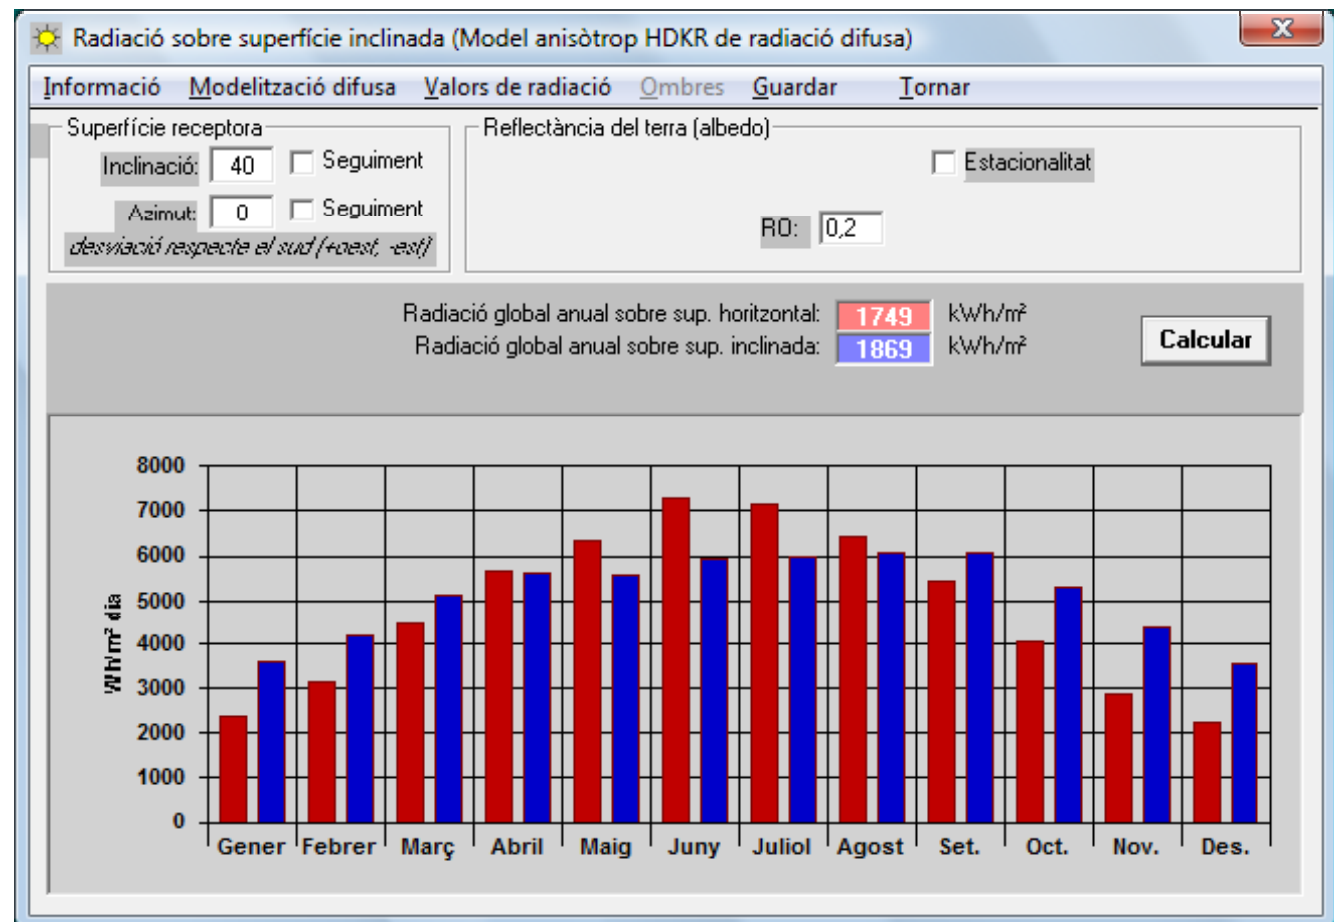 Radiació sobre superfície inclinada (Model anisòtrop HDKR de radiació difusa)
X
Informació Modelització difusa Valors de radiació Ombres Guardar Tornar
Superfície receptora
Inclinació: 40 Seguiment
Azimut: 0 Seguiment
desviació respecte el sud (+oest, -est)
Reflectància del terra (albedo)
Estacionalitat
RO: 0,2
Radiació global anual sobre sup. horitzontal: 1749 kWh/m²
Radiació global anual sobre sup. inclinada: 1869 kWh/m²
Calcular
8000
7000
6000
5000
4000
3000
2000
1000
0
Wh/m² dia
Gener Febrer Març Abril Maig Juny Juliol Agost Set. Oct. Nov. Des.